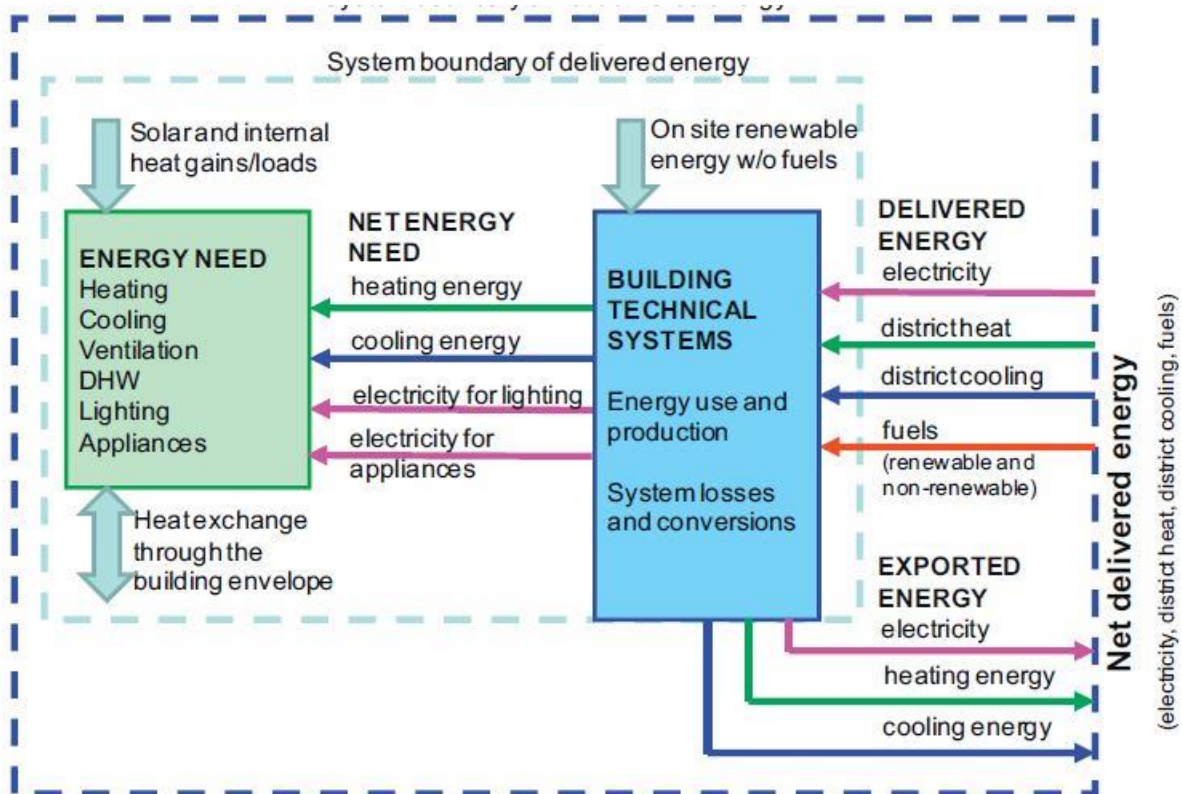 System boundary of delivered energy
Solar and internal
heat gains/loads
On site renewable
energy w/o fuels
ENERGY NEED
Heating
Cooling
Ventilation
DHW
Lighting
Appliances
NET ENERGY
NEED
heating energy
cooling energy
electricity for lighting
electricity for
appliances
BUILDING
TECHNICAL
SYSTEMS
Energy use and
production
System losses
and conversions
DELIVERED
ENERGY
electricity
district heat
district cooling
fuels
(renewable and
non-renewable)
Heat exchange
through the
building envelope
EXPORTED
ENERGY
electricity
heating energy
cooling energy
Net delivered energy
(electricity, district heat, district cooling, fuels)